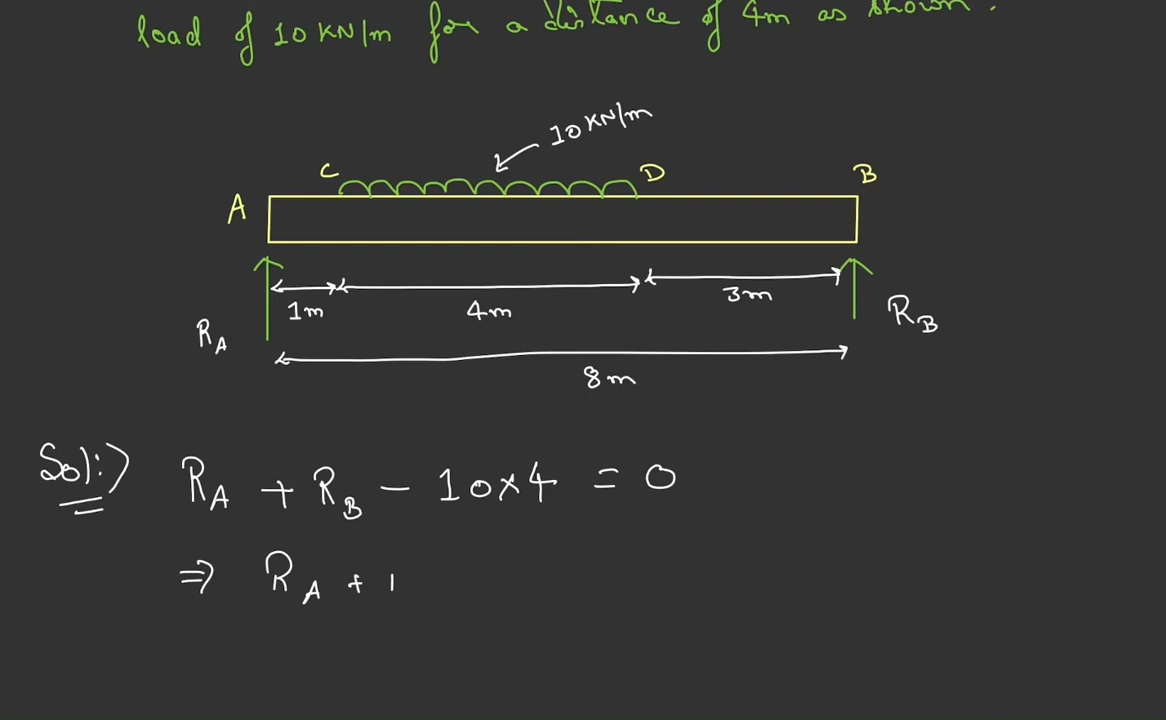 load of 10 KN/m for a distance of 4m as shown.
10 KN/m
C D B
A
1m 4m 3m
R_A R_B
8m
Sol:) R_A + R_B - 10×4 = 0
⇒ R_A +